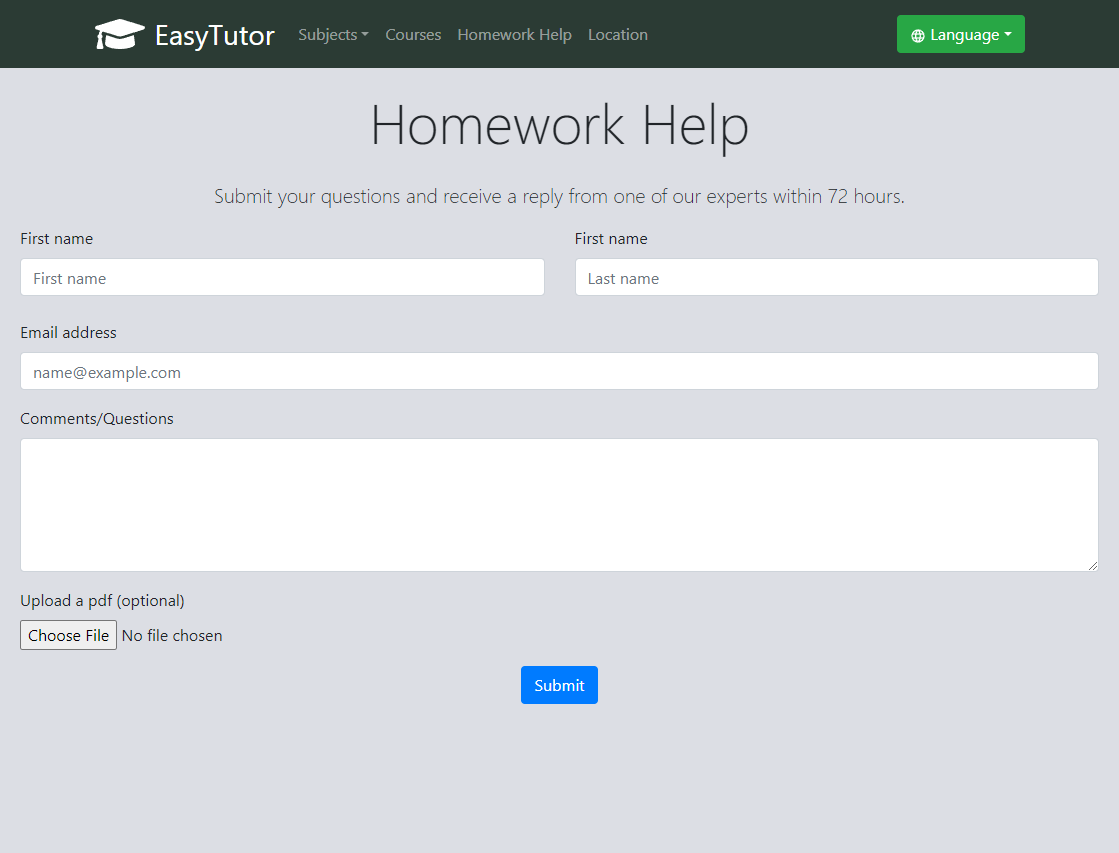 EasyTutor Subjects Courses Homework Help Location Language
Homework Help
Submit your questions and receive a reply from one of our experts within 72 hours.
First name First name
First name Last name
Email address
name@example.com
Comments/Questions
Upload a pdf (optional)
Choose File No file chosen
Submit